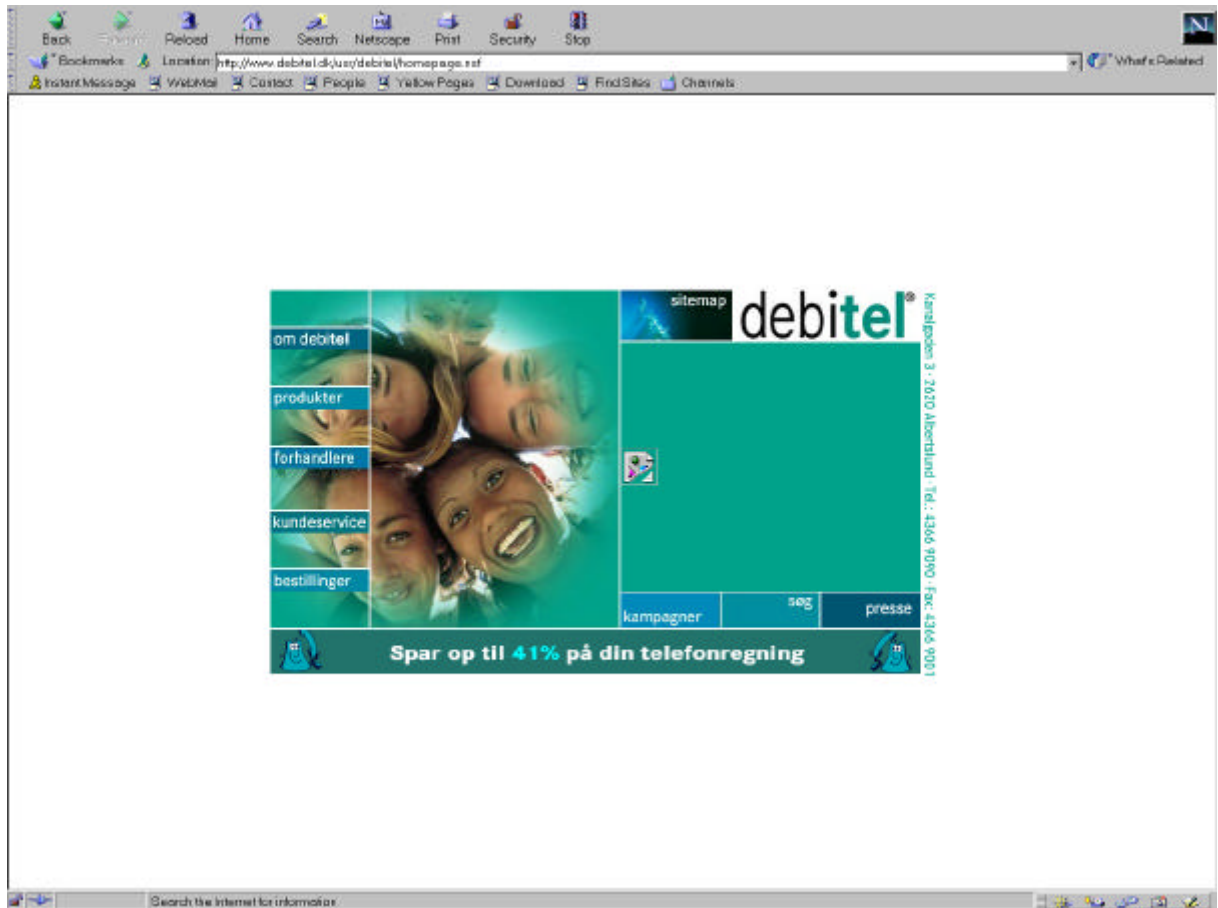 Back Forward Reload Home Search Netscape Print Security Stop
Bookmarks Location: http://www.debitel.dk/usr/debitel/homepage.nsf What's Related
Instant Message WebMail Contact People Yellow Pages Download Find Sites Channels
sitemap
debitel®
om debitel
produkter
forhandlere
kundeservice
bestillinger
kampagner
søg
presse
Kanalgaden 3 · 2620 Albertslund · Tel.: 4366 9090 · Fax: 4366 9001
Spar op til 41% på din telefonregning
Search the Internet for information